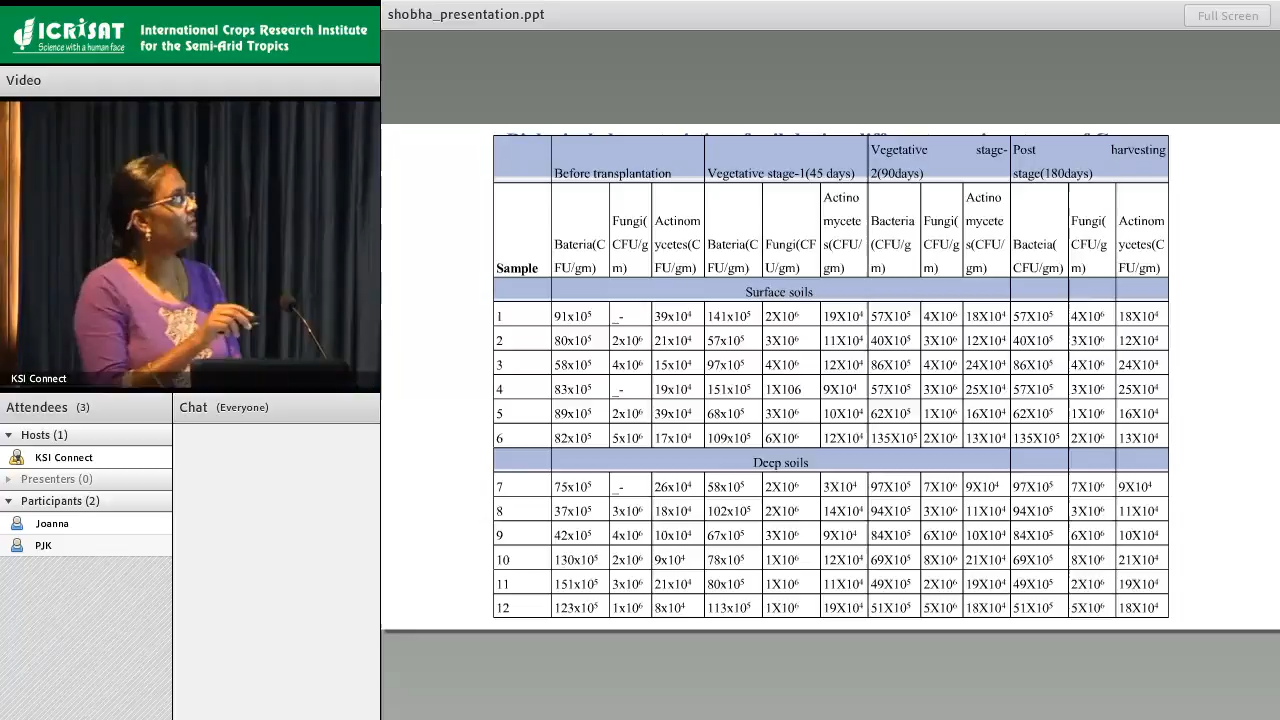 shobha_presentation.ppt
Full Screen
ICRISAT
Science with a human face
International Crops Research Institute
for the Semi-Arid Tropics
Video
KSI Connect
Attendees (3)
Hosts (1)
KSI Connect
Presenters (0)
Participants (2)
Joanna
PJK
Chat (Everyone)
Before transplantation Vegetative stage-1(45 days) Vegetative stage-2(90days) Post harvesting stage(180days)
Sample Bateria(CFU/gm) Fungi(CFU/gm) Actinomycetes(CFU/gm) Bateria(CFU/gm) Fungi(CFU/gm) Actinomycetes(CFU/gm) Bacteria(CFU/gm) Fungi(CFU/gm) Actinomycetes(CFU/gm) Bacteia(CFU/gm) Fungi(CFU/gm) Actinomycetes(CFU/gm)
Surface soils
1 91x10⁵ _- 39x10⁴ 141x10⁵ 2X10⁶ 19X10⁴ 57X10⁵ 4X10⁶ 18X10⁴ 57X10⁵ 4X10⁶ 18X10⁴
2 80x10⁵ 2x10⁶ 21x10⁴ 57x10⁵ 3X10⁶ 11X10⁴ 40X10⁵ 3X10⁶ 12X10⁴ 40X10⁵ 3X10⁶ 12X10⁴
3 58x10⁵ 4x10⁶ 15x10⁴ 97x10⁵ 4X10⁶ 12X10⁴ 86X10⁵ 4X10⁶ 24X10⁴ 86X10⁵ 4X10⁶ 24X10⁴
4 83x10⁵ _- 19x10⁴ 151x10⁵ 1X106 9X10⁴ 57X10⁵ 3X10⁶ 25X10⁴ 57X10⁵ 3X10⁶ 25X10⁴
5 89x10⁵ 2x10⁶ 39x10⁴ 68x10⁵ 3X10⁶ 10X10⁴ 62X10⁵ 1X10⁶ 16X10⁴ 62X10⁵ 1X10⁶ 16X10⁴
6 82x10⁵ 5x10⁶ 17x10⁴ 109x10⁵ 6X10⁶ 12X10⁴ 135X10⁵ 2X10⁶ 13X10⁴ 135X10⁵ 2X10⁶ 13X10⁴
Deep soils
7 75x10⁵ _- 26x10⁴ 58x10⁵ 2X10⁶ 3X10⁴ 97X10⁵ 7X10⁶ 9X10⁴ 97X10⁵ 7X10⁶ 9X10⁴
8 37x10⁵ 3x10⁶ 18x10⁴ 102x10⁵ 2X10⁶ 14X10⁴ 94X10⁵ 3X10⁶ 11X10⁴ 94X10⁵ 3X10⁶ 11X10⁴
9 42x10⁵ 4x10⁶ 10x10⁴ 67x10⁵ 3X10⁶ 9X10⁴ 84X10⁵ 6X10⁶ 10X10⁴ 84X10⁵ 6X10⁶ 10X10⁴
10 130x10⁵ 2x10⁶ 9x10⁴ 78x10⁵ 1X10⁶ 12X10⁴ 69X10⁵ 8X10⁶ 21X10⁴ 69X10⁵ 8X10⁶ 21X10⁴
11 151x10⁵ 3x10⁶ 21x10⁴ 80x10⁵ 1X10⁶ 11X10⁴ 49X10⁵ 2X10⁶ 19X10⁴ 49X10⁵ 2X10⁶ 19X10⁴
12 123x10⁵ 1x10⁶ 8x10⁴ 113x10⁵ 1X10⁶ 19X10⁴ 51X10⁵ 5X10⁶ 18X10⁴ 51X10⁵ 5X10⁶ 18X10⁴